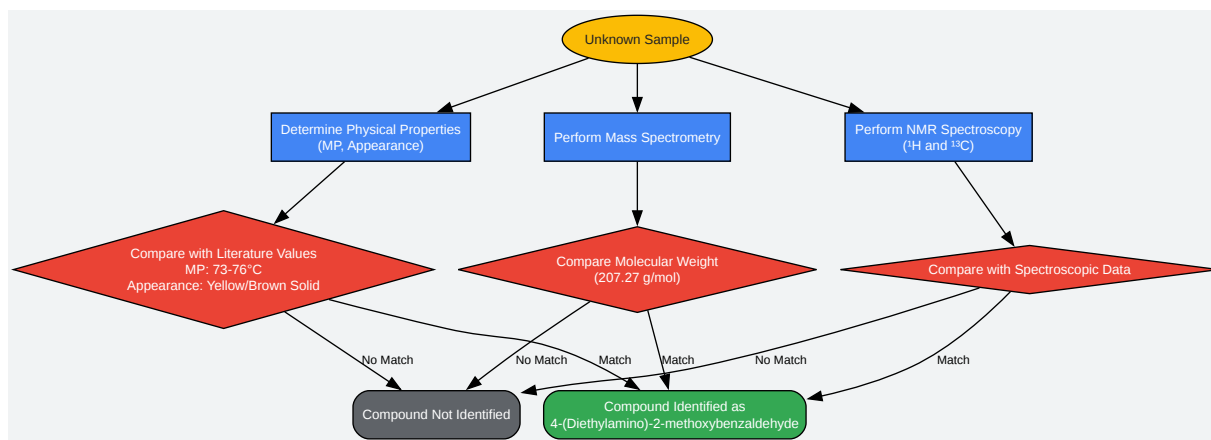 Unknown Sample
Determine Physical Properties
(MP, Appearance)
Perform Mass Spectrometry
Perform NMR Spectroscopy
(¹H and ¹³C)
Compare with Literature Values
MP: 73-76°C
Appearance: Yellow/Brown Solid
Compare Molecular Weight
(207.27 g/mol)
Compare with Spectroscopic Data
No Match
No Match
Match
Match
No Match
Match
Compound Not Identified
Compound Identified as
4-(Diethylamino)-2-methoxybenzaldehyde